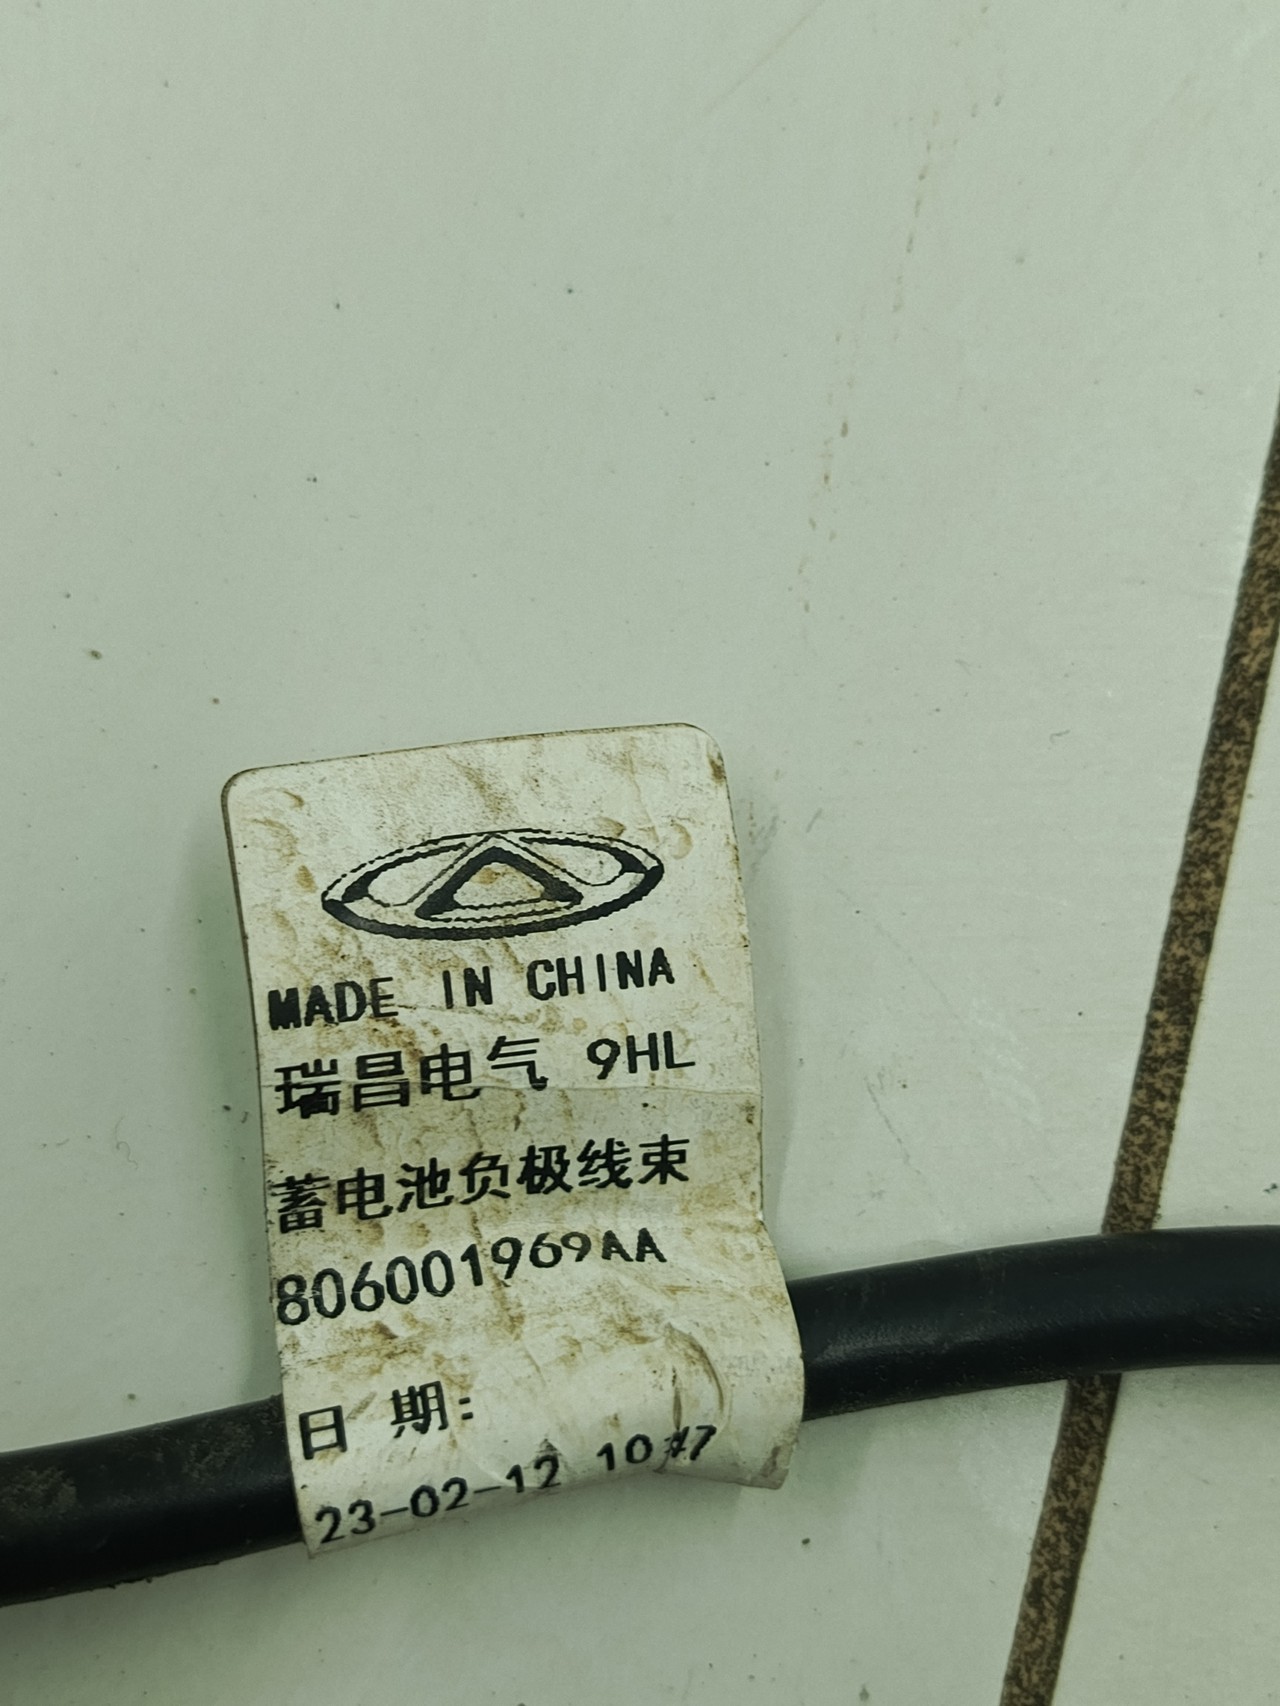 MADE IN CHINA
瑞昌电气 9HL
蓄电池负极线束
806001969AA
日 期:
23-02-12